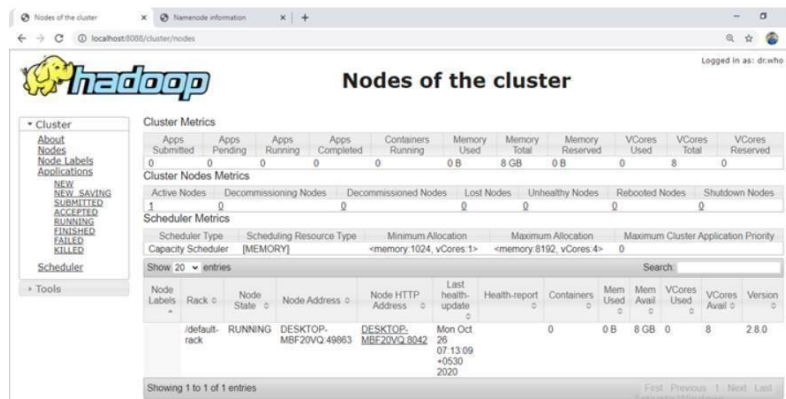 Nodes of the cluster
Namenode information
localhost:8088/cluster/nodes
Logged in as: dr.who
hadoop
Nodes of the cluster
Cluster
About
Nodes
Node Labels
Applications
NEW
NEW_SAVING
SUBMITTED
ACCEPTED
RUNNING
FINISHED
FAILED
KILLED
Scheduler
Tools
Cluster Metrics
Apps Submitted Apps Pending Apps Running Apps Completed Containers Running Memory Used Memory Total Memory Reserved VCores Used VCores Total VCores Reserved
0 0 0 0 0 0 B 8 GB 0 B 0 8 0
Cluster Nodes Metrics
Active Nodes Decommissioning Nodes Decommissioned Nodes Lost Nodes Unhealthy Nodes Rebooted Nodes Shutdown Nodes
1 0 0 0 0 0 0
Scheduler Metrics
Scheduler Type Scheduling Resource Type Minimum Allocation Maximum Allocation Maximum Cluster Application Priority
Capacity Scheduler [MEMORY] <memory:1024, vCores:1> <memory:8192, vCores:4> 0
Show 20 entries Search:
Node Labels Rack Node State Node Address Node HTTP Address Last health-update Health-report Containers Mem Used Mem Avail VCores Used VCores Avail Version
/default-rack RUNNING DESKTOP-MBF20VQ:49863 DESKTOP-MBF20VQ:8042 Mon Oct 26 07:13:09 +0530 2020 0 0 B 8 GB 0 8 2.8.0
Showing 1 to 1 of 1 entries First Previous 1 Next Last